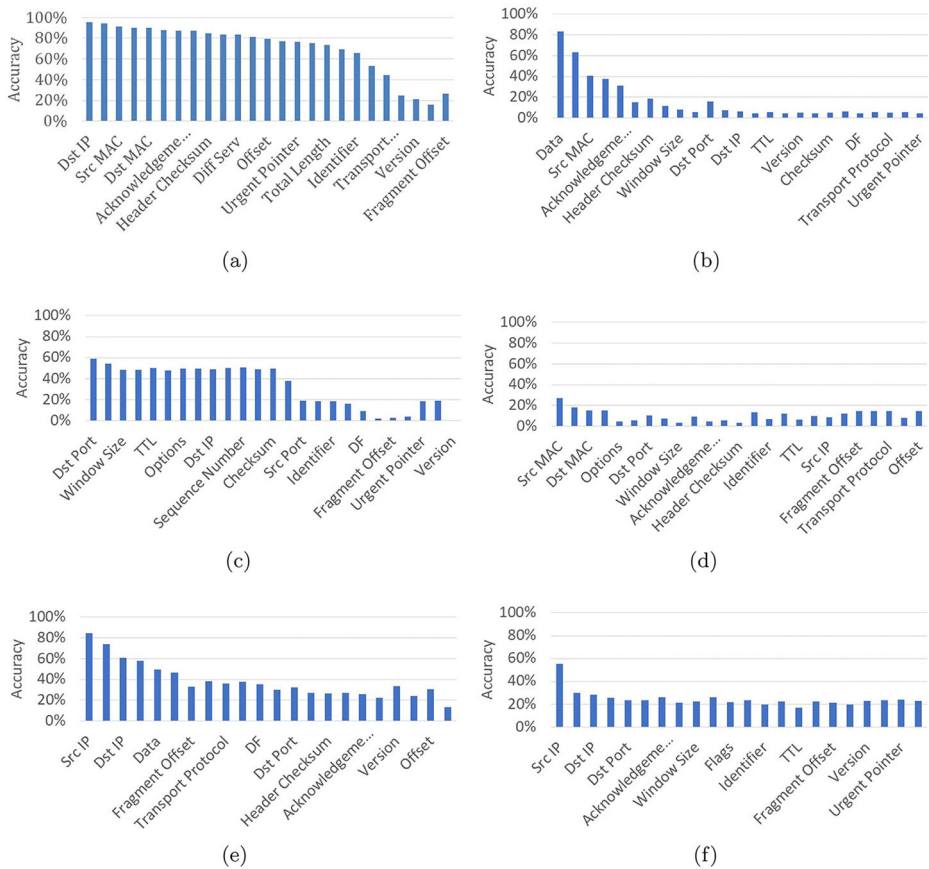 100%
80%
60%
40%
20%
0%
Accuracy
Dst IP
Src MAC
Dst MAC
Acknowledgeme...
Header Checksum
Diff Serv
Offset
Urgent Pointer
Total Length
Identifier
Transport...
Version
Fragment Offset
(a)
100%
80%
60%
40%
20%
0%
Accuracy
Data
Src MAC
Acknowledgeme...
Header Checksum
Window Size
Dst Port
Dst IP
TTL
Version
Checksum
DF
Transport Protocol
Urgent Pointer
(b)
100%
80%
60%
40%
20%
0%
Accuracy
Dst Port
Window Size
TTL
Options
Dst IP
Sequence Number
Checksum
Src Port
Identifier
DF
Fragment Offset
Urgent Pointer
Version
(c)
100%
80%
60%
40%
20%
0%
Accuracy
Src MAC
Dst MAC
Options
Dst Port
Window Size
Acknowledgeme...
Header Checksum
Identifier
TTL
Src IP
Fragment Offset
Transport Protocol
Offset
(d)
100%
80%
60%
40%
20%
0%
Accuracy
Src IP
Dst IP
Data
Fragment Offset
Transport Protocol
DF
Dst Port
Header Checksum
Acknowledgeme...
Version
Offset
(e)
100%
80%
60%
40%
20%
0%
Accuracy
Src IP
Dst IP
Dst Port
Acknowledgeme...
Window Size
Flags
Identifier
TTL
Fragment Offset
Version
Urgent Pointer
(f)